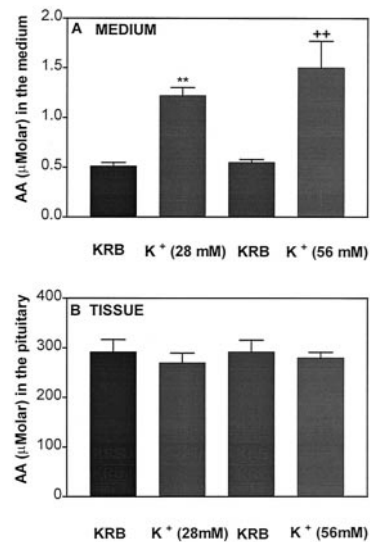 A MEDIUM
AA (µMolar) in the medium
2.0
1.5
1.0
0.5
0.0
**
++
KRB K + (28 mM) KRB K + (56 mM)
B TISSUE
AA (µMolar) in the pituitary
400
300
200
100
0
KRB K + (28mM) KRB K + (56mM)